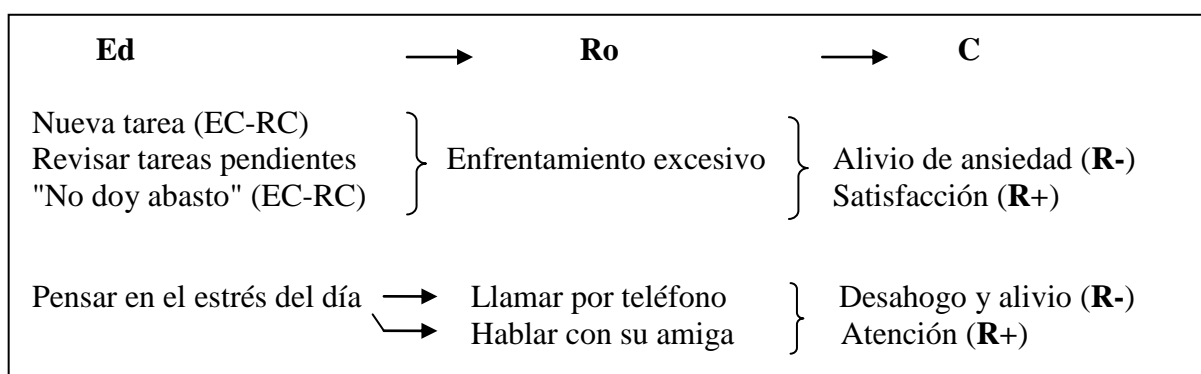 Ed Ro C
Nueva tarea (EC-RC)
Revisar tareas pendientes Enfrentamiento excesivo Alivio de ansiedad (R-)
"No doy abasto" (EC-RC) Satisfacción (R+)
Pensar en el estrés del día Llamar por teléfono Desahogo y alivio (R-)
Hablar con su amiga Atención (R+)